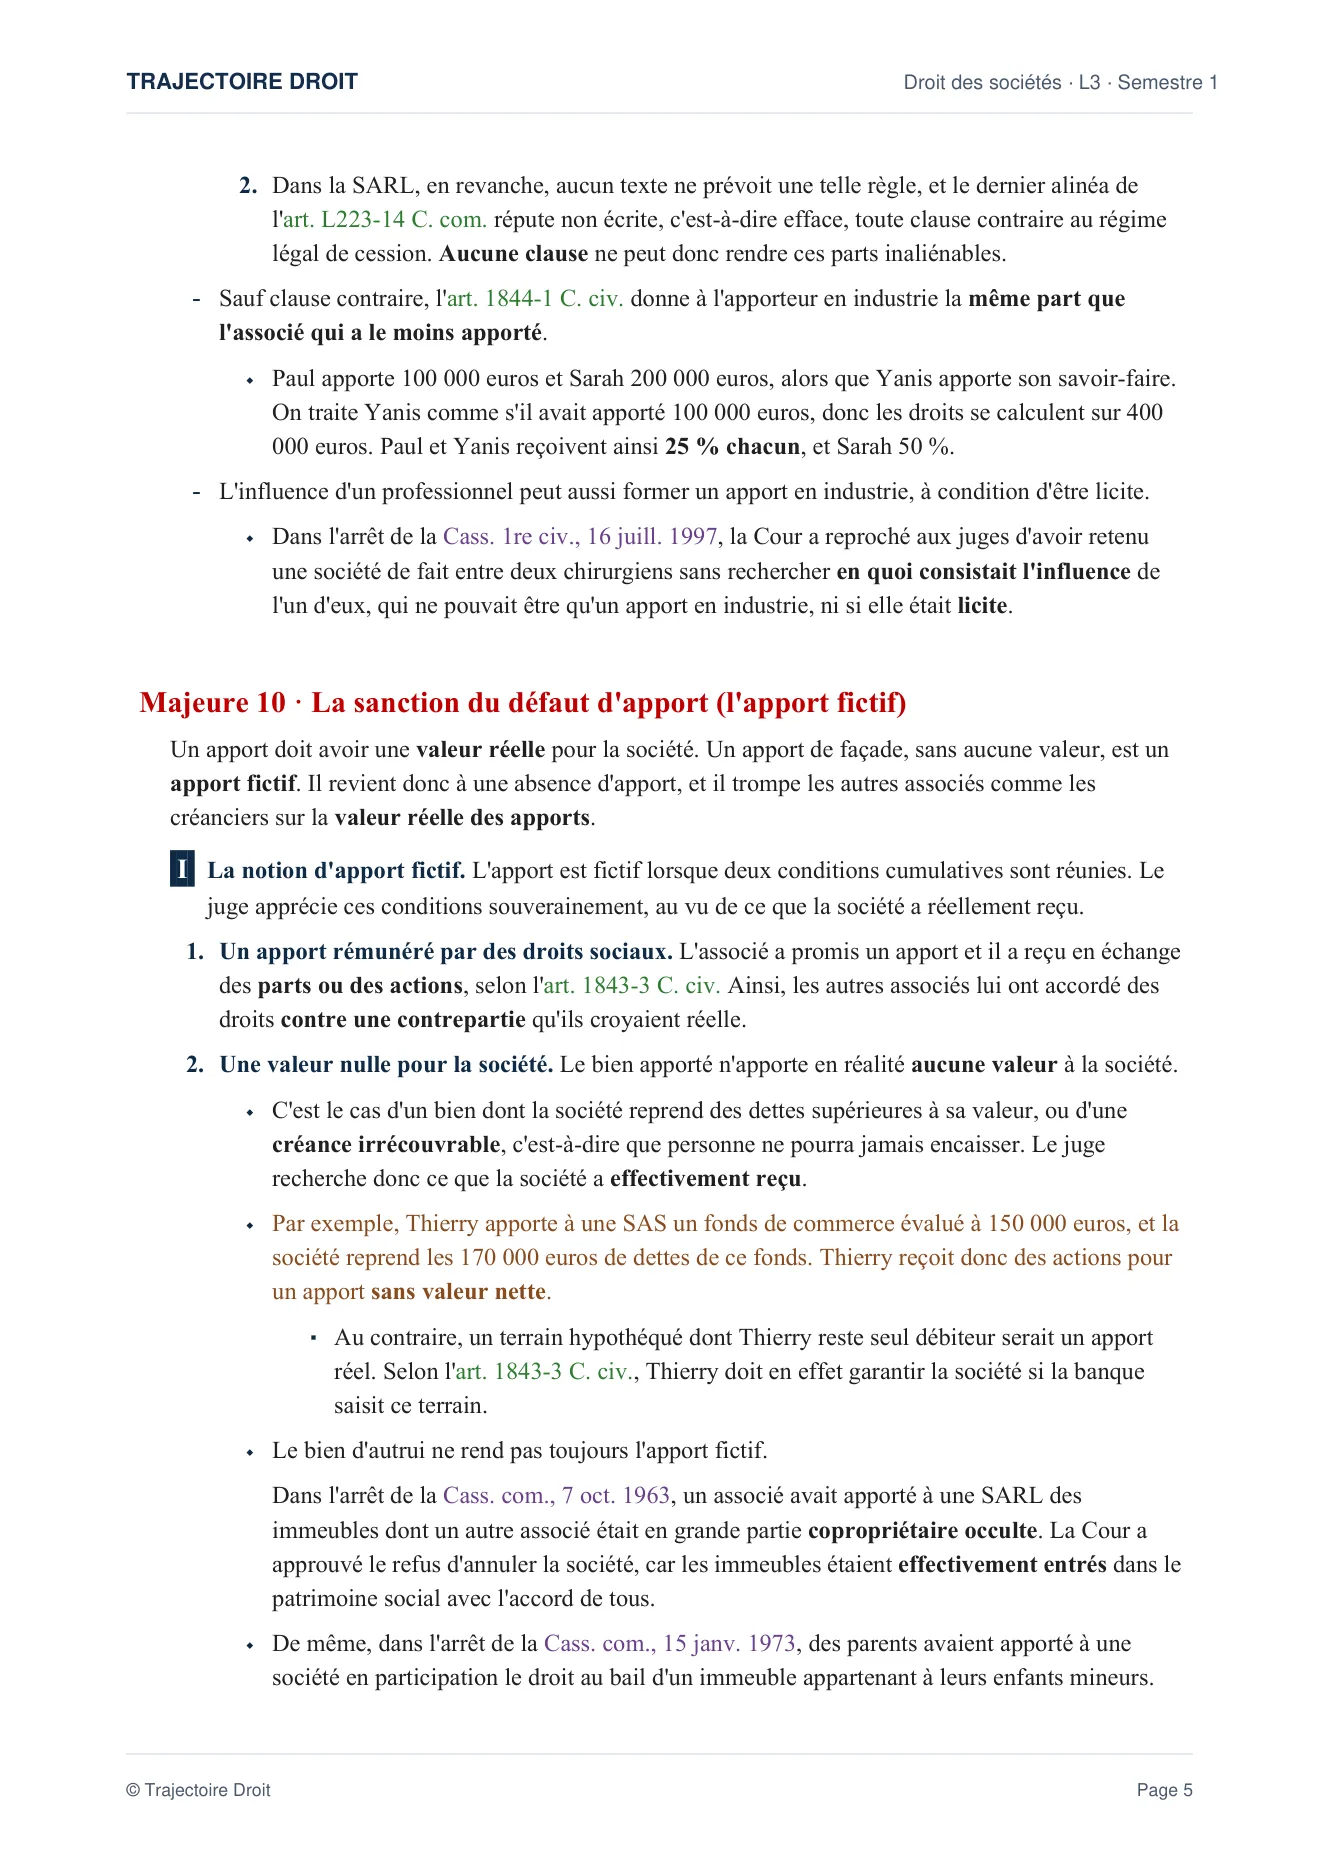 TRAJECTOIRE DROIT
Droit des sociétés · L3 · Semestre 1
2. Dans la SARL, en revanche, aucun texte ne prévoit une telle règle, et le dernier alinéa de
l'art. L223-14 C. com. répute non écrite, c'est-à-dire efface, toute clause contraire au régime
légal de cession. Aucune clause ne peut donc rendre ces parts inaliénables.
- Sauf clause contraire, l'art. 1844-1 C. civ. donne à l'apporteur en industrie la même part que
l'associé qui a le moins apporté.
⬩ Paul apporte 100 000 euros et Sarah 200 000 euros, alors que Yanis apporte son savoir-faire.
On traite Yanis comme s'il avait apporté 100 000 euros, donc les droits se calculent sur 400
000 euros. Paul et Yanis reçoivent ainsi 25 % chacun, et Sarah 50 %.
- L'influence d'un professionnel peut aussi former un apport en industrie, à condition d'être licite.
⬩ Dans l'arrêt de la Cass. 1re civ., 16 juill. 1997, la Cour a reproché aux juges d'avoir retenu
une société de fait entre deux chirurgiens sans rechercher en quoi consistait l'influence de
l'un d'eux, qui ne pouvait être qu'un apport en industrie, ni si elle était licite.
Majeure 10 · La sanction du défaut d'apport (l'apport fictif)
Un apport doit avoir une valeur réelle pour la société. Un apport de façade, sans aucune valeur, est un
apport fictif. Il revient donc à une absence d'apport, et il trompe les autres associés comme les
créanciers sur la valeur réelle des apports.
I La notion d'apport fictif. L'apport est fictif lorsque deux conditions cumulatives sont réunies. Le
juge apprécie ces conditions souverainement, au vu de ce que la société a réellement reçu.
1. Un apport rémunéré par des droits sociaux. L'associé a promis un apport et il a reçu en échange
des parts ou des actions, selon l'art. 1843-3 C. civ. Ainsi, les autres associés lui ont accordé des
droits contre une contrepartie qu'ils croyaient réelle.
2. Une valeur nulle pour la société. Le bien apporté n'apporte en réalité aucune valeur à la société.
⬩ C'est le cas d'un bien dont la société reprend des dettes supérieures à sa valeur, ou d'une
créance irrécouvrable, c'est-à-dire que personne ne pourra jamais encaisser. Le juge
recherche donc ce que la société a effectivement reçu.
⬩ Par exemple, Thierry apporte à une SAS un fonds de commerce évalué à 150 000 euros, et la
société reprend les 170 000 euros de dettes de ce fonds. Thierry reçoit donc des actions pour
un apport sans valeur nette.
▪ Au contraire, un terrain hypothéqué dont Thierry reste seul débiteur serait un apport
réel. Selon l'art. 1843-3 C. civ., Thierry doit en effet garantir la société si la banque
saisit ce terrain.
⬩ Le bien d'autrui ne rend pas toujours l'apport fictif.
Dans l'arrêt de la Cass. com., 7 oct. 1963, un associé avait apporté à une SARL des
immeubles dont un autre associé était en grande partie copropriétaire occulte. La Cour a
approuvé le refus d'annuler la société, car les immeubles étaient effectivement entrés dans le
patrimoine social avec l'accord de tous.
⬩ De même, dans l'arrêt de la Cass. com., 15 janv. 1973, des parents avaient apporté à une
société en participation le droit au bail d'un immeuble appartenant à leurs enfants mineurs.
© Trajectoire Droit
Page 5